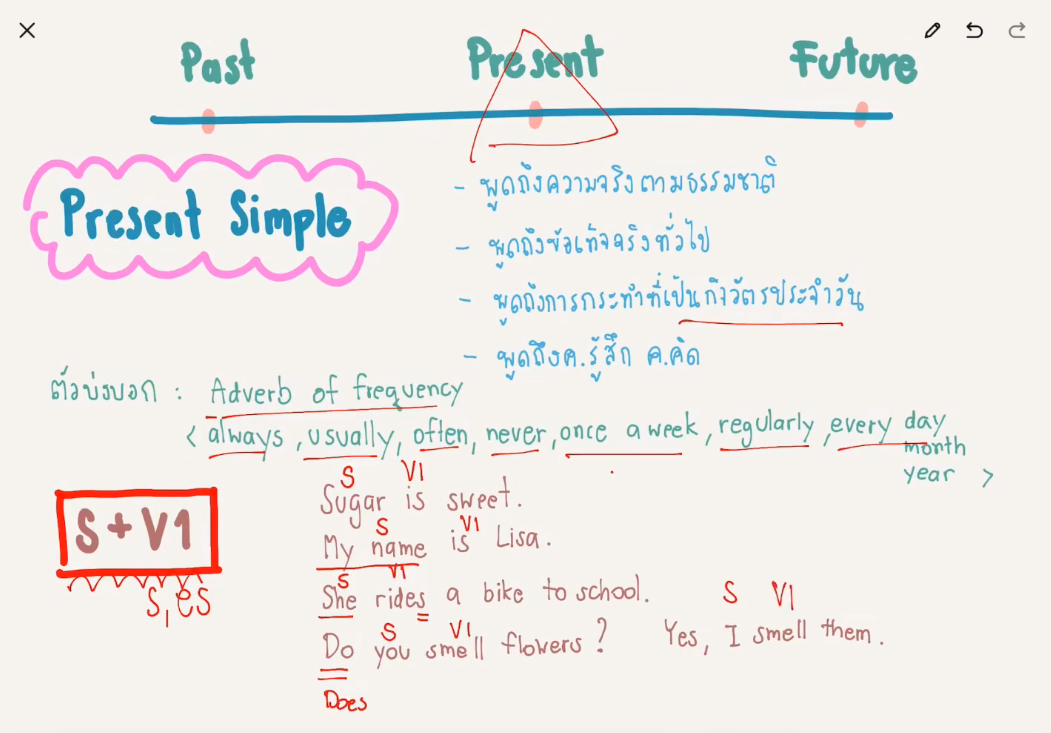 Past Present Future
Present Simple
- พูดถึงความจริงตามธรรมชาติ
- พูดถึงข้อเท็จจริงทั่วไป
- พูดถึงการกระทำที่เป็นกิจวัตรประจำวัน
- พูดถึงค.รู้สึก ค.คิด
ตัวบ่งบอก : Adverb of frequency
< always, usually, often, never, once a week, regularly, every day
month
year >
S V1
Sugar is sweet.
S + V1
s, es
S V1
My name is Lisa.
S V1
She rides a bike to school.
S V1 S V1
Do you smell flowers? Yes, I smell them.
Does